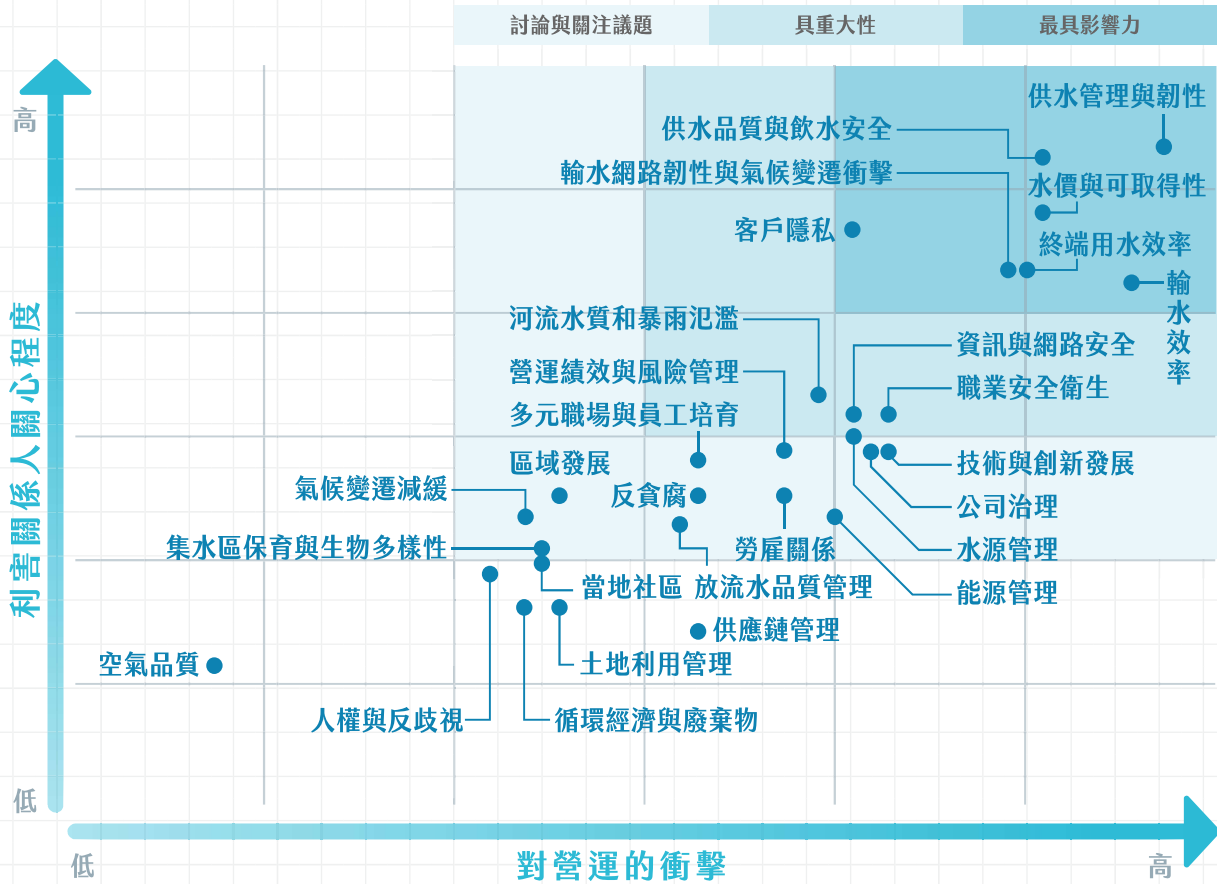 討論與關注議題
具重大性
最具影響力
高
供水管理與韌性
供水品質與飲水安全
輸水網路韌性與氣候變遷衝擊
水價與可取得性
客戶隱私
終端用水效率
輸水效率
河流水質和暴雨氾濫
資訊與網路安全
營運績效與風險管理
職業安全衛生
多元職場與員工培育
區域發展
技術與創新發展
氣候變遷減緩
反貪腐
公司治理
集水區保育與生物多樣性
勞雇關係
水源管理
當地社區
放流水品質管理
能源管理
供應鏈管理
空氣品質
土地利用管理
人權與反歧視
循環經濟與廢棄物
利害關係人關心程度
低
低
對營運的衝擊
高